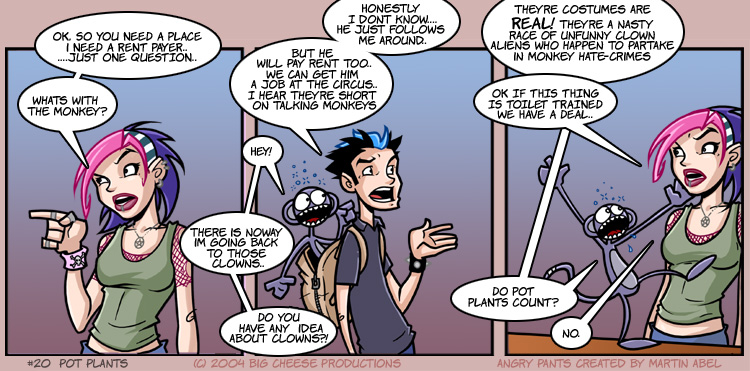 OK. SO YOU NEED A PLACE
I NEED A RENT PAYER..
.....JUST ONE QUESTION..
WHATS WITH
THE MONKEY?
HONESTLY
I DONT KNOW....
HE JUST FOLLOWS
ME AROUND.
BUT HE
WILL PAY RENT TOO.
WE CAN GET HIM
A JOB AT THE CIRCUS..
I HEAR THEY'RE SHORT
ON TALKING MONKEYS
HEY!
THERE IS NOWAY
IM GOING BACK
TO THOSE
CLOWNS..
DO YOU
HAVE ANY IDEA
ABOUT CLOWNS?!
THEYRE COSTUMES ARE
REAL! THEYRE A NASTY
RACE OF UNFUNNY CLOWN
ALIENS WHO HAPPEN TO PARTAKE
IN MONKEY HATE-CRIMES
OK IF THIS THING
IS TOILET TRAINED
WE HAVE A DEAL..
DO POT
PLANTS COUNT?
NO.
#20 POT PLANTS
(C) 2004 BIG CHEESE PRODUCTIONS
ANGRY PANTS CREATED BY MARTIN ABEL